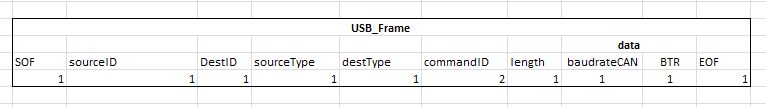 USB_Frame
data
SOF sourceID DestID sourceType destType commandID length baudrateCAN BTR EOF
1 1 1 1 1 2 1 1 1 1